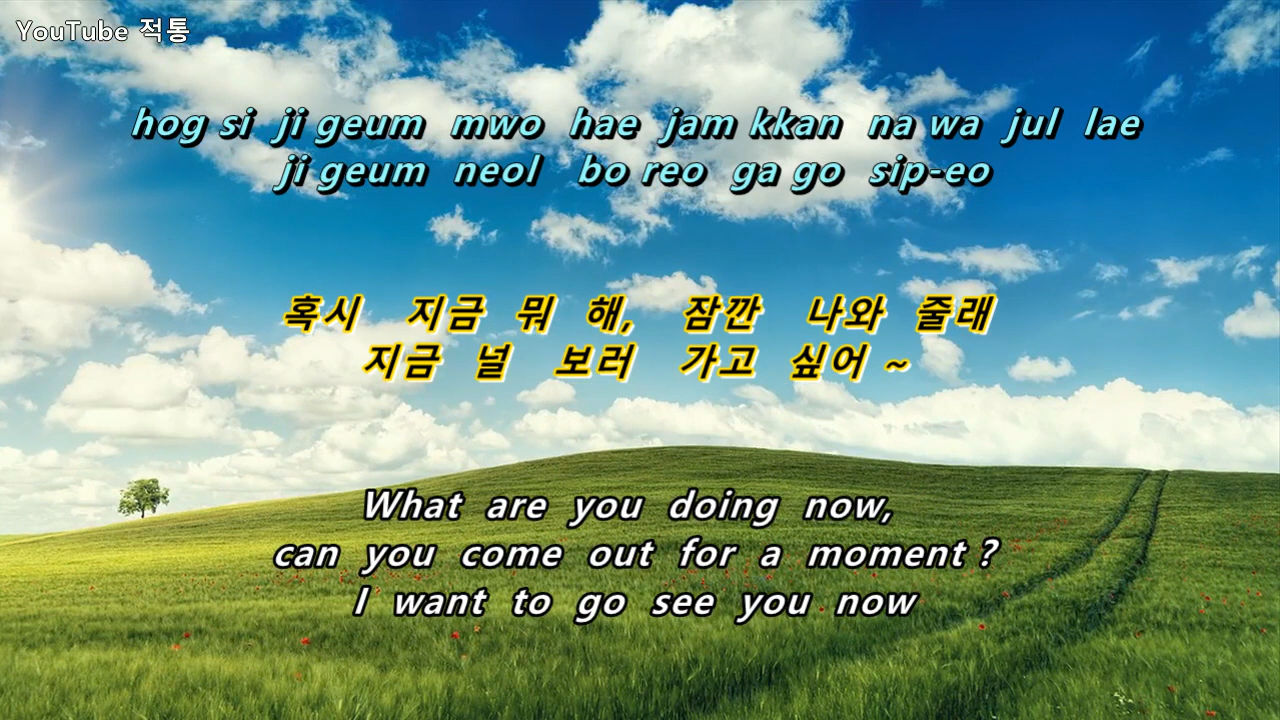 YouTube 적통
hog si ji geum mwo hae jam kkan na wa jul lae
ji geum neol bo reo ga go sip-eo
혹시 지금 뭐 해, 잠깐 나와 줄래
지금 널 보러 가고 싶어 ~
What are you doing now,
can you come out for a moment ?
I want to go see you now